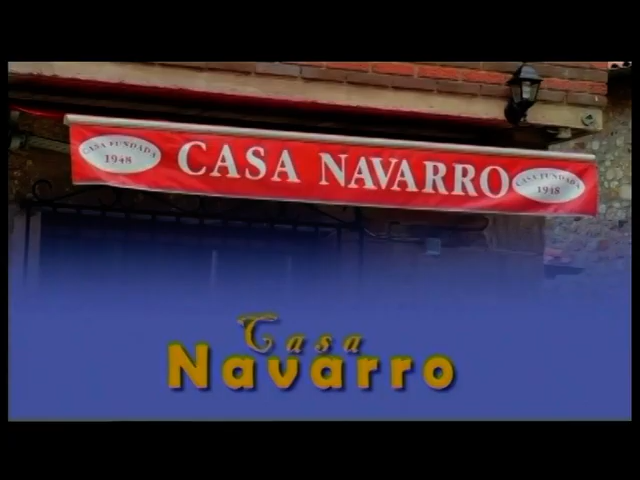 CASA FUNDADA
1948
CASA NAVARRO
CASA FUNDADA
1948
Casa
Navarro